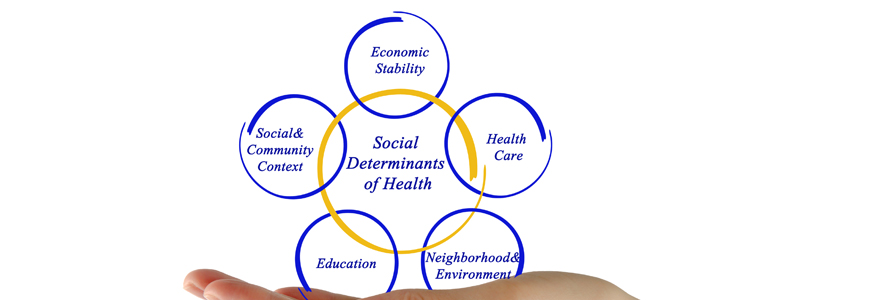 Economic
Stability
Social&
Community
Context
Social
Determinants
of Health
Health
Care
Education
Neighborhood&
Environment